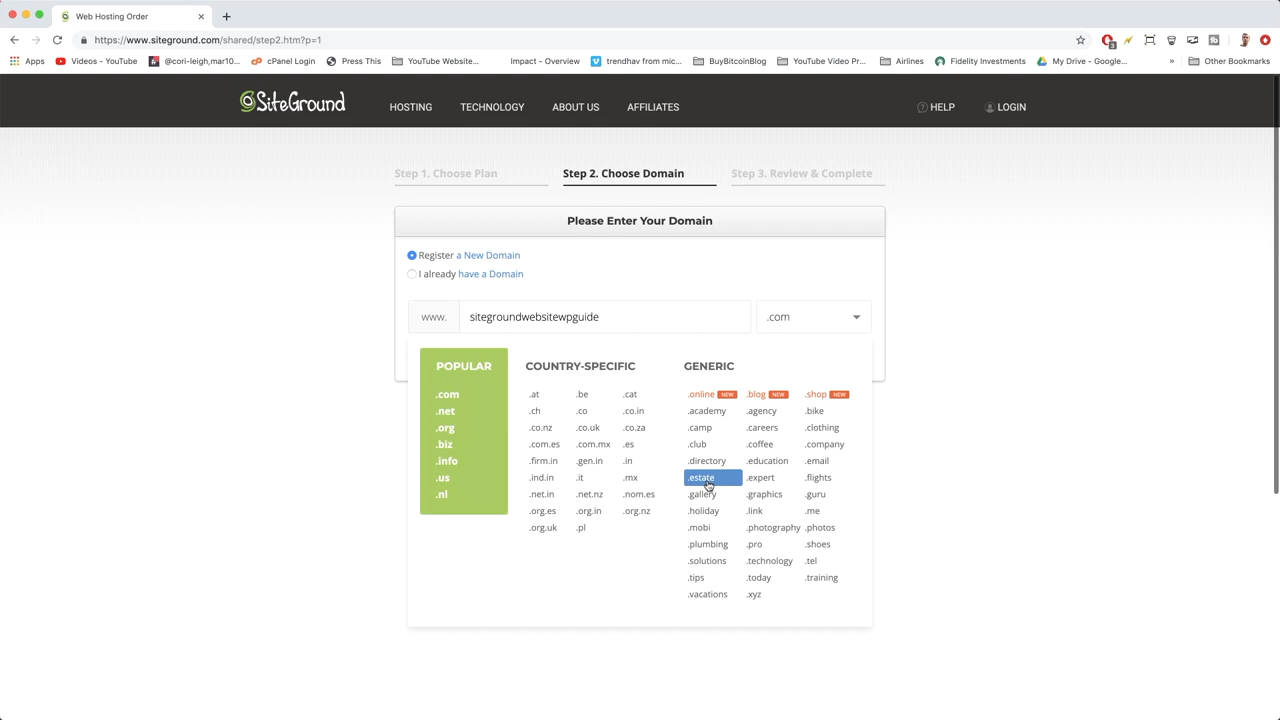 Web Hosting Order
https://www.siteground.com/shared/step2.htm?p=1
3
Apps
Videos - YouTube
@cori-leigh,mar10...
cPanel Login
Press This
YouTube Website...
Impact - Overview
trendhav from mic...
BuyBitcoinBlog
YouTube Video Pr...
Airlines
Fidelity Investments
My Drive - Google...
»
Other Bookmarks
SiteGround
HOSTING
TECHNOLOGY
ABOUT US
AFFILIATES
HELP
LOGIN
Step 1. Choose Plan
Step 2. Choose Domain
Step 3. Review & Complete
Please Enter Your Domain
Register a New Domain
I already have a Domain
www.
sitegroundwebsitewpguide
.com
POPULAR
.com
.net
.org
.biz
.info
.us
.nl
COUNTRY-SPECIFIC
.at .be .cat
.ch .co .co.in
.co.nz .co.uk .co.za
.com.es .com.mx .es
.firm.in .gen.in .in
.ind.in .it .mx
.net.in .net.nz .nom.es
.org.es .org.in .org.nz
.org.uk .pl
GENERIC
.online NEW .blog NEW .shop NEW
.academy .agency .bike
.camp .careers .clothing
.club .coffee .company
.directory .education .email
.estate .expert .flights
.gallery .graphics .guru
.holiday .link .me
.mobi .photography .photos
.plumbing .pro .shoes
.solutions .technology .tel
.tips .today .training
.vacations .xyz